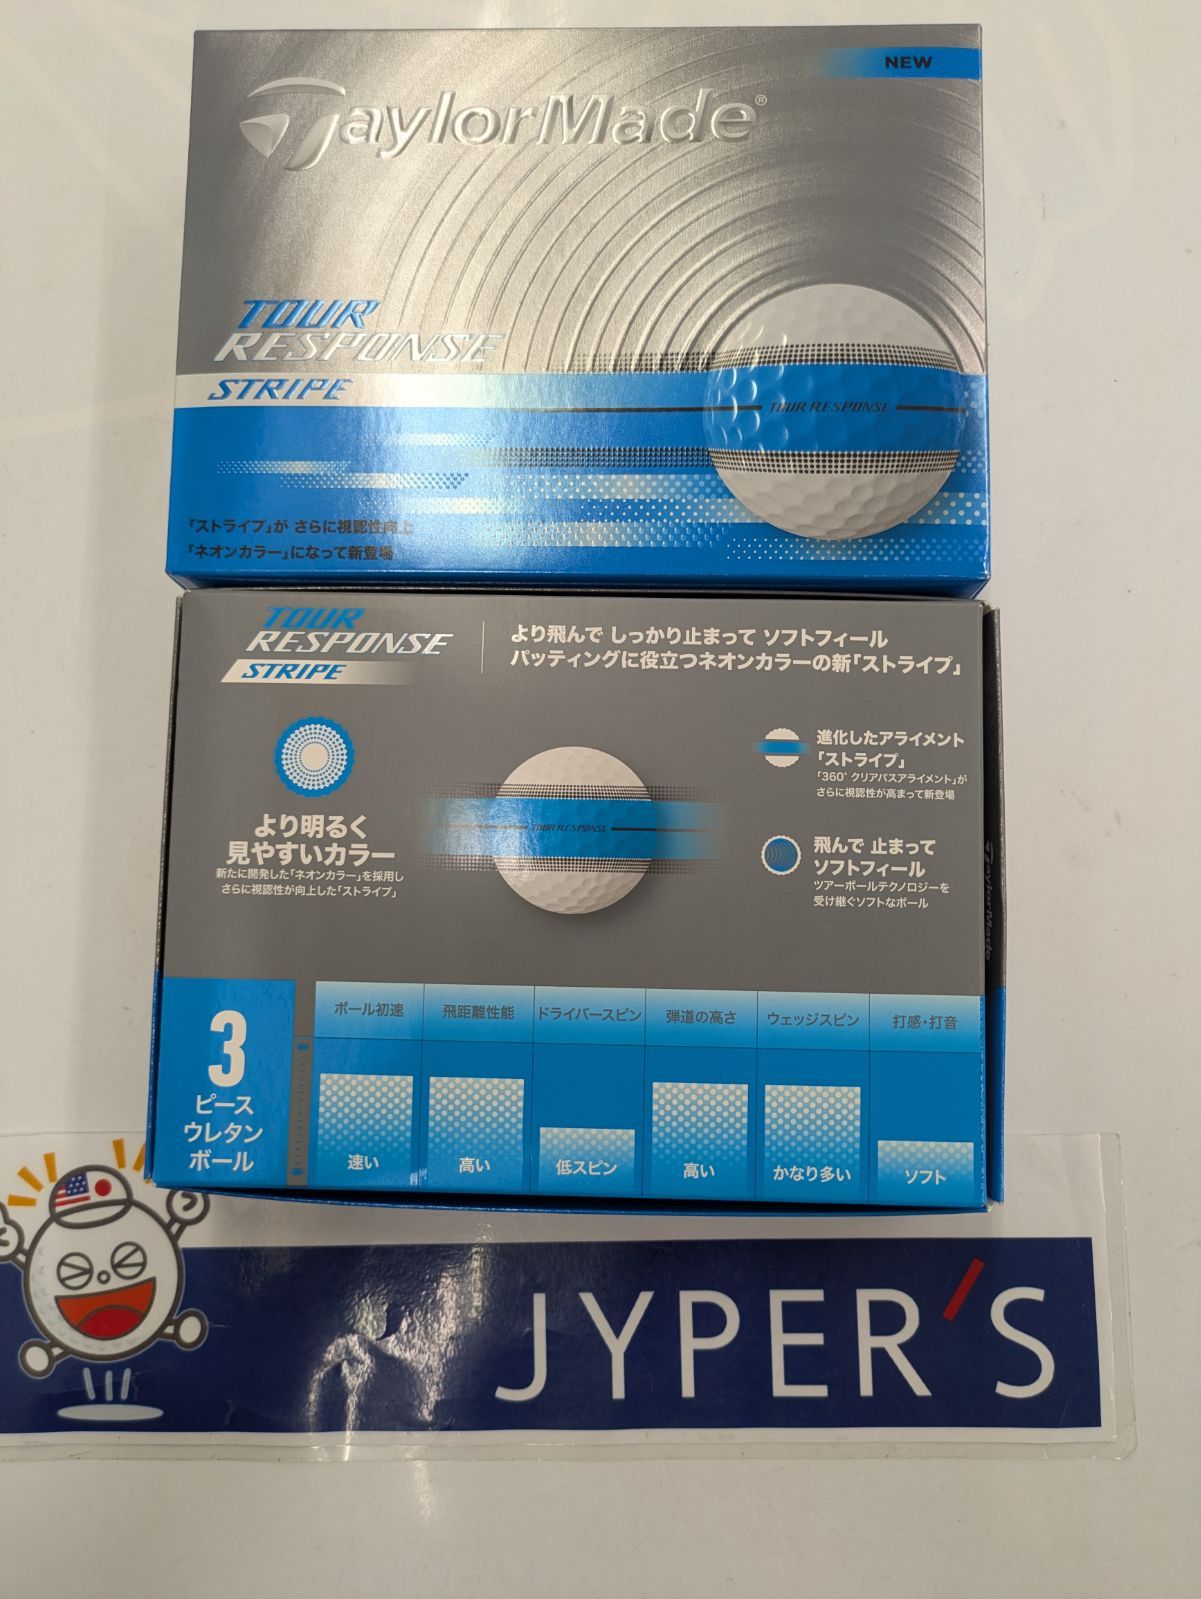 NEW
TaylorMade®
TOUR
RESPONSE
STRIPE
TOUR RESPONSE
「ストライプ」が さらに視認性向上
「ネオンカラー」になって新登場
TOUR
RESPONSE
STRIPE
より飛んで しっかり止まって ソフトフィール
パッティングに役立つネオンカラーの新「ストライプ」
より明るく
見やすいカラー
新たに開発した「ネオンカラー」を採用し
さらに視認性が向上した「ストライプ」
TOUR RESPONSE
進化したアライメント
「ストライプ」
「360° クリアパスアライメント」が
さらに視認性が高まって新登場
飛んで 止まって
ソフトフィール
ツアーボールテクノロジーを
受け継ぐソフトなボール
TaylorMade
3
ピース
ウレタン
ボール
ボール初速 飛距離性能 ドライバースピン 弾道の高さ ウェッジスピン 打感・打音
速い 高い 低スピン 高い かなり多い ソフト
JYPER'S